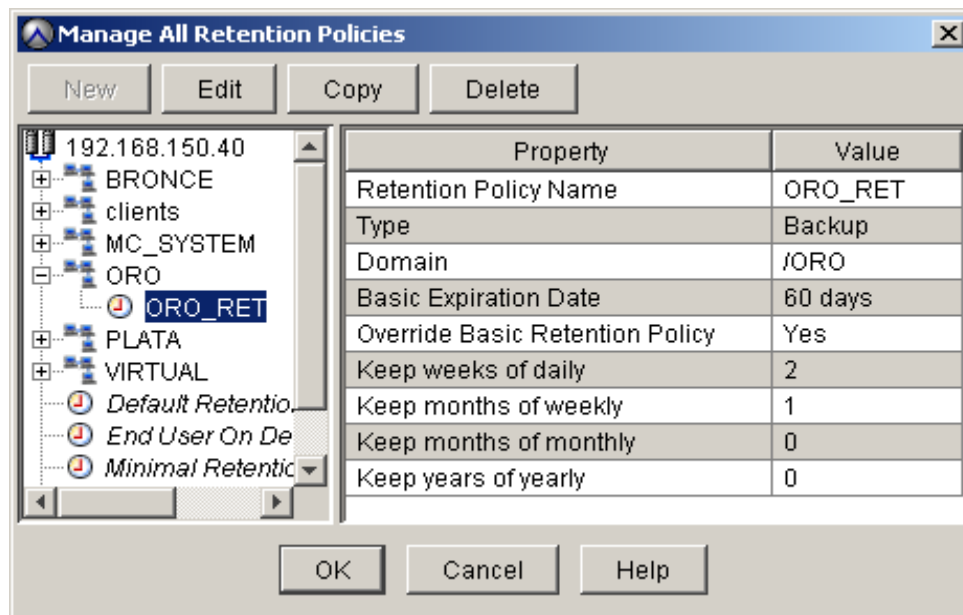 Manage All Retention Policies
New Edit Copy Delete
192.168.150.40
BRONCE
clients
MC_SYSTEM
ORO
ORO_RET
PLATA
VIRTUAL
Default Retentio
End User On De
Minimal Retentic
Property Value
Retention Policy Name ORO_RET
Type Backup
Domain /ORO
Basic Expiration Date 60 days
Override Basic Retention Policy Yes
Keep weeks of daily 2
Keep months of weekly 1
Keep months of monthly 0
Keep years of yearly 0
OK Cancel Help